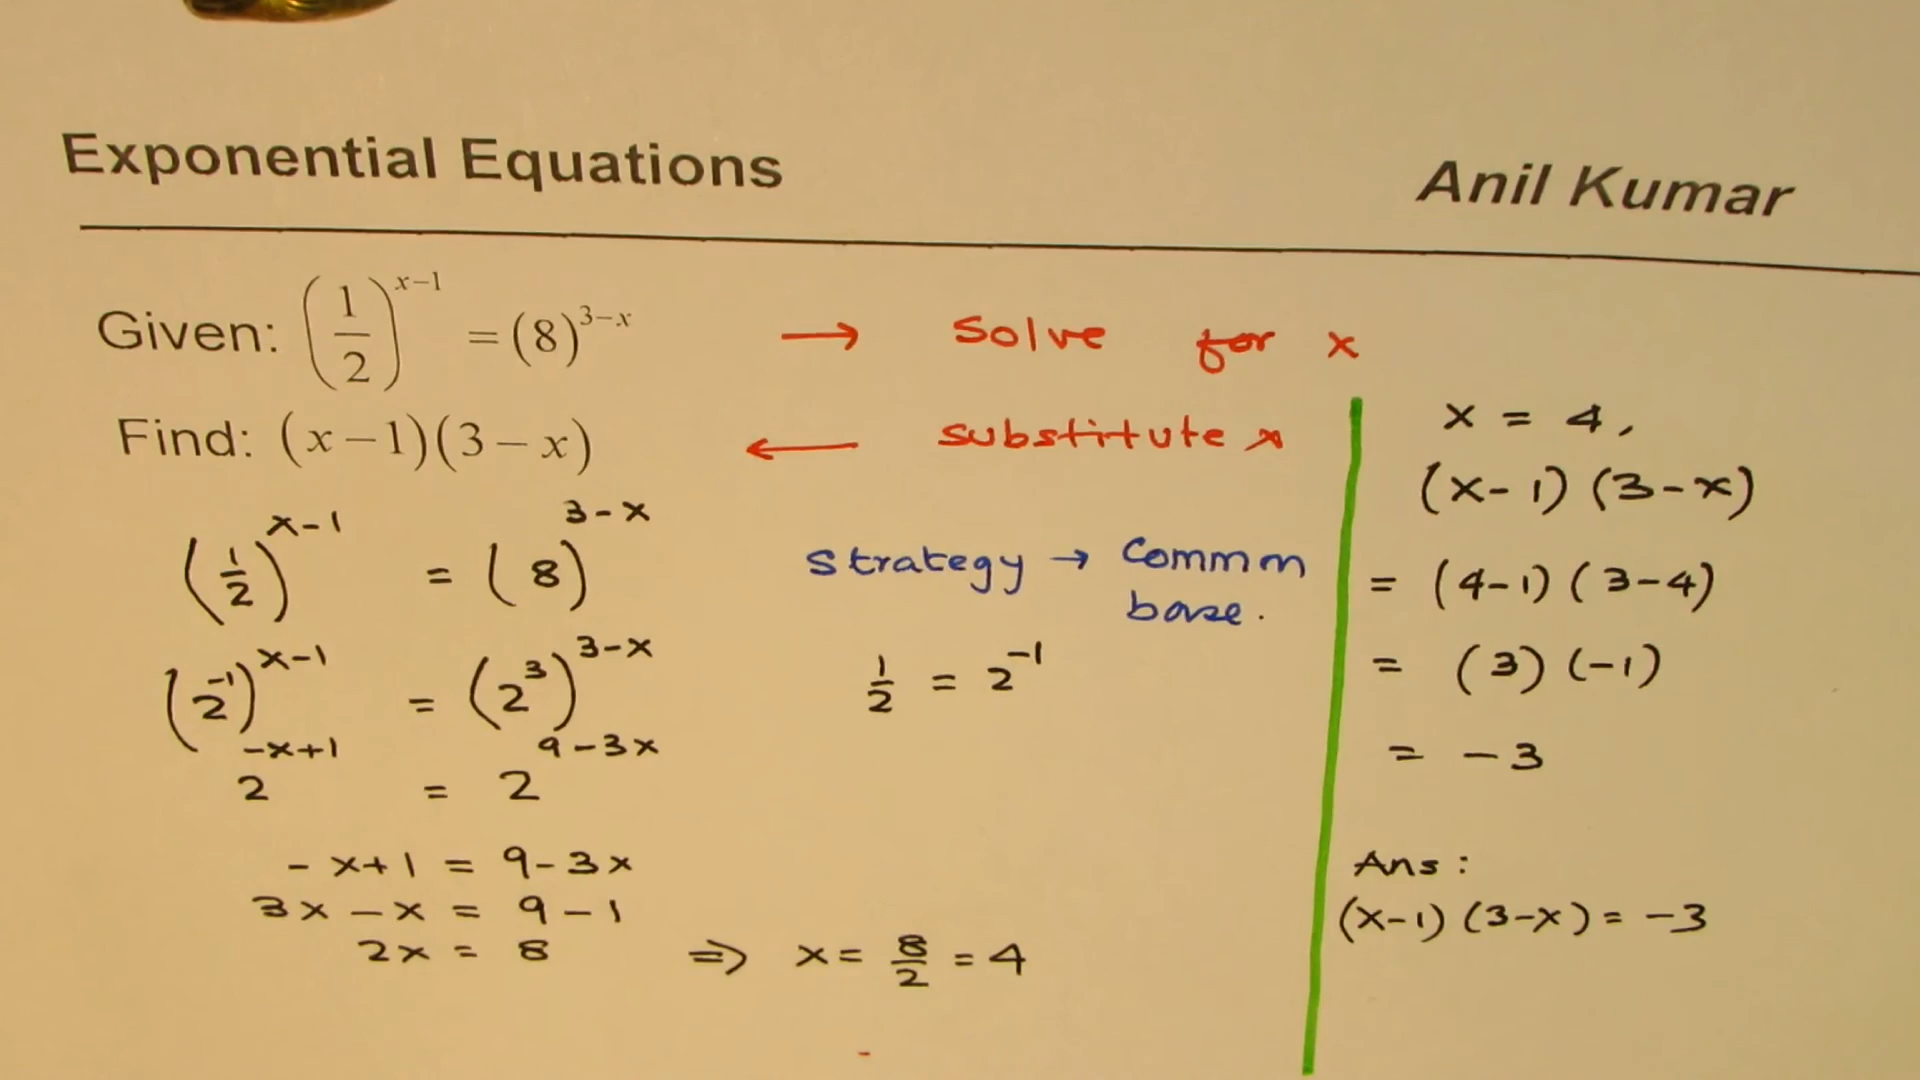 Exponential Equations Anil Kumar
Given: (1/2)^(x−1) = (8)^(3−x) → Solve for x
Find: (x−1)(3−x) ← substitute x
(1/2)^(x-1) = (8)^(3-x)
(2^-1)^(x-1) = (2^3)^(3-x)
2^(-x+1) = 2^(9-3x)
-x+1 = 9-3x
3x-x = 9-1
2x = 8 ⇒ x = 8/2 = 4
strategy → Common
base.
1/2 = 2^-1
x = 4,
(x-1)(3-x)
= (4-1)(3-4)
= (3)(-1)
= -3
Ans:
(x-1)(3-x) = -3